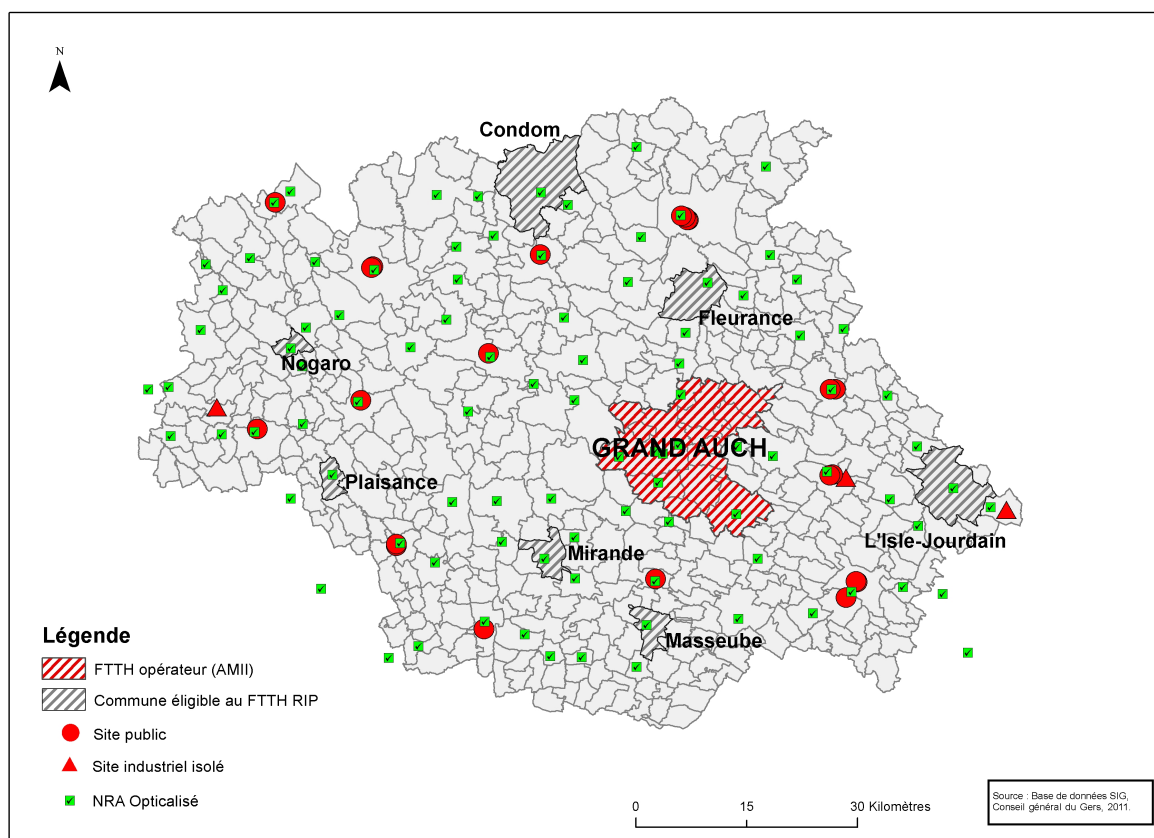 N
Condom
Fleurance
Nogaro
GRAND AUCH
Plaisance
L'Isle-Jourdain
Mirande
Masseube
Légende
FTTH opérateur (AMII)
Commune éligible au FTTH RIP
Site public
Site industriel isolé
NRA Opticalisé
0 15 30 Kilomètres
Source : Base de données SIG,
Conseil général du Gers, 2011.